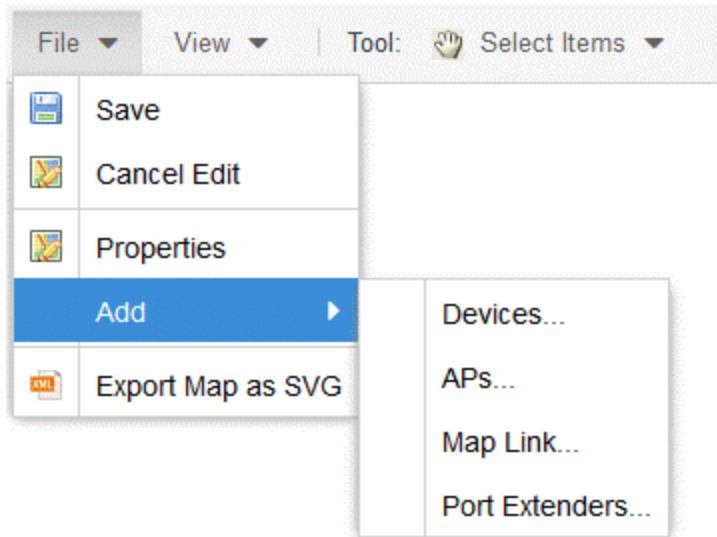 File View Tool: Select Items
Save
Cancel Edit
Properties
Add
Devices...
APs...
Map Link...
Port Extenders...
XML
Export Map as SVG